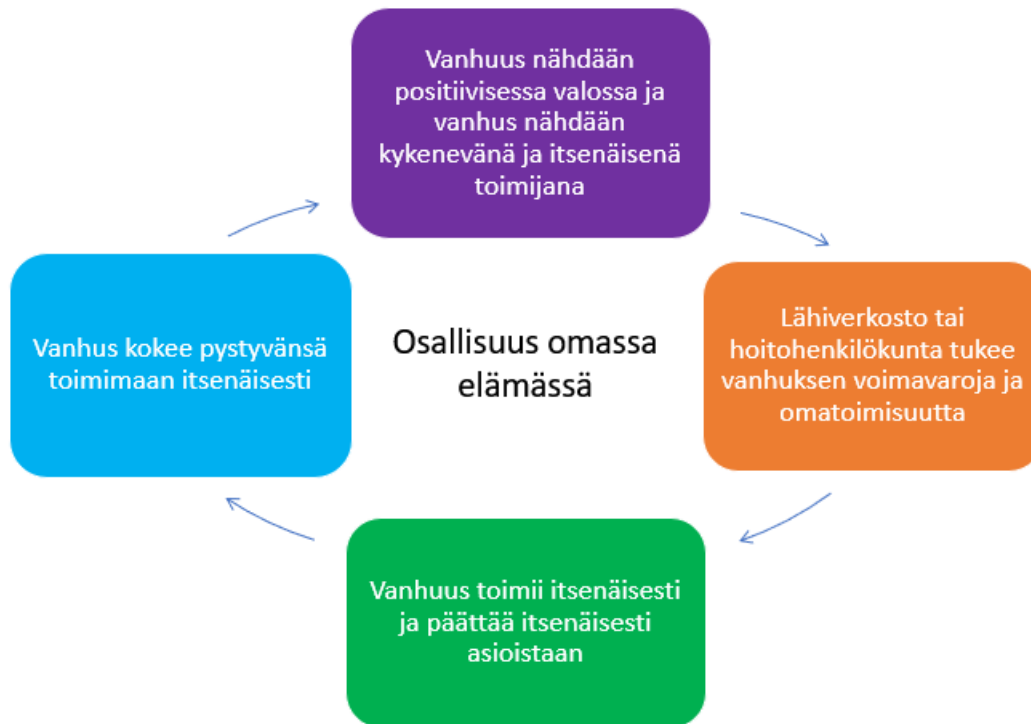 Vanhuus nähdään
positiivisessa valossa ja
vanhus nähdään
kykenevänä ja itsenäisenä
toimijana
Lähiverkosto tai
hoitohenkilökunta tukee
vanhuksen voimavaroja ja
omatoimisuutta
Vanhuus toimii itsenäisesti
ja päättää itsenäisesti
asioistaan
Vanhus kokee pystyvänsä
toimimaan itsenäisesti
Osallisuus omassa
elämässä